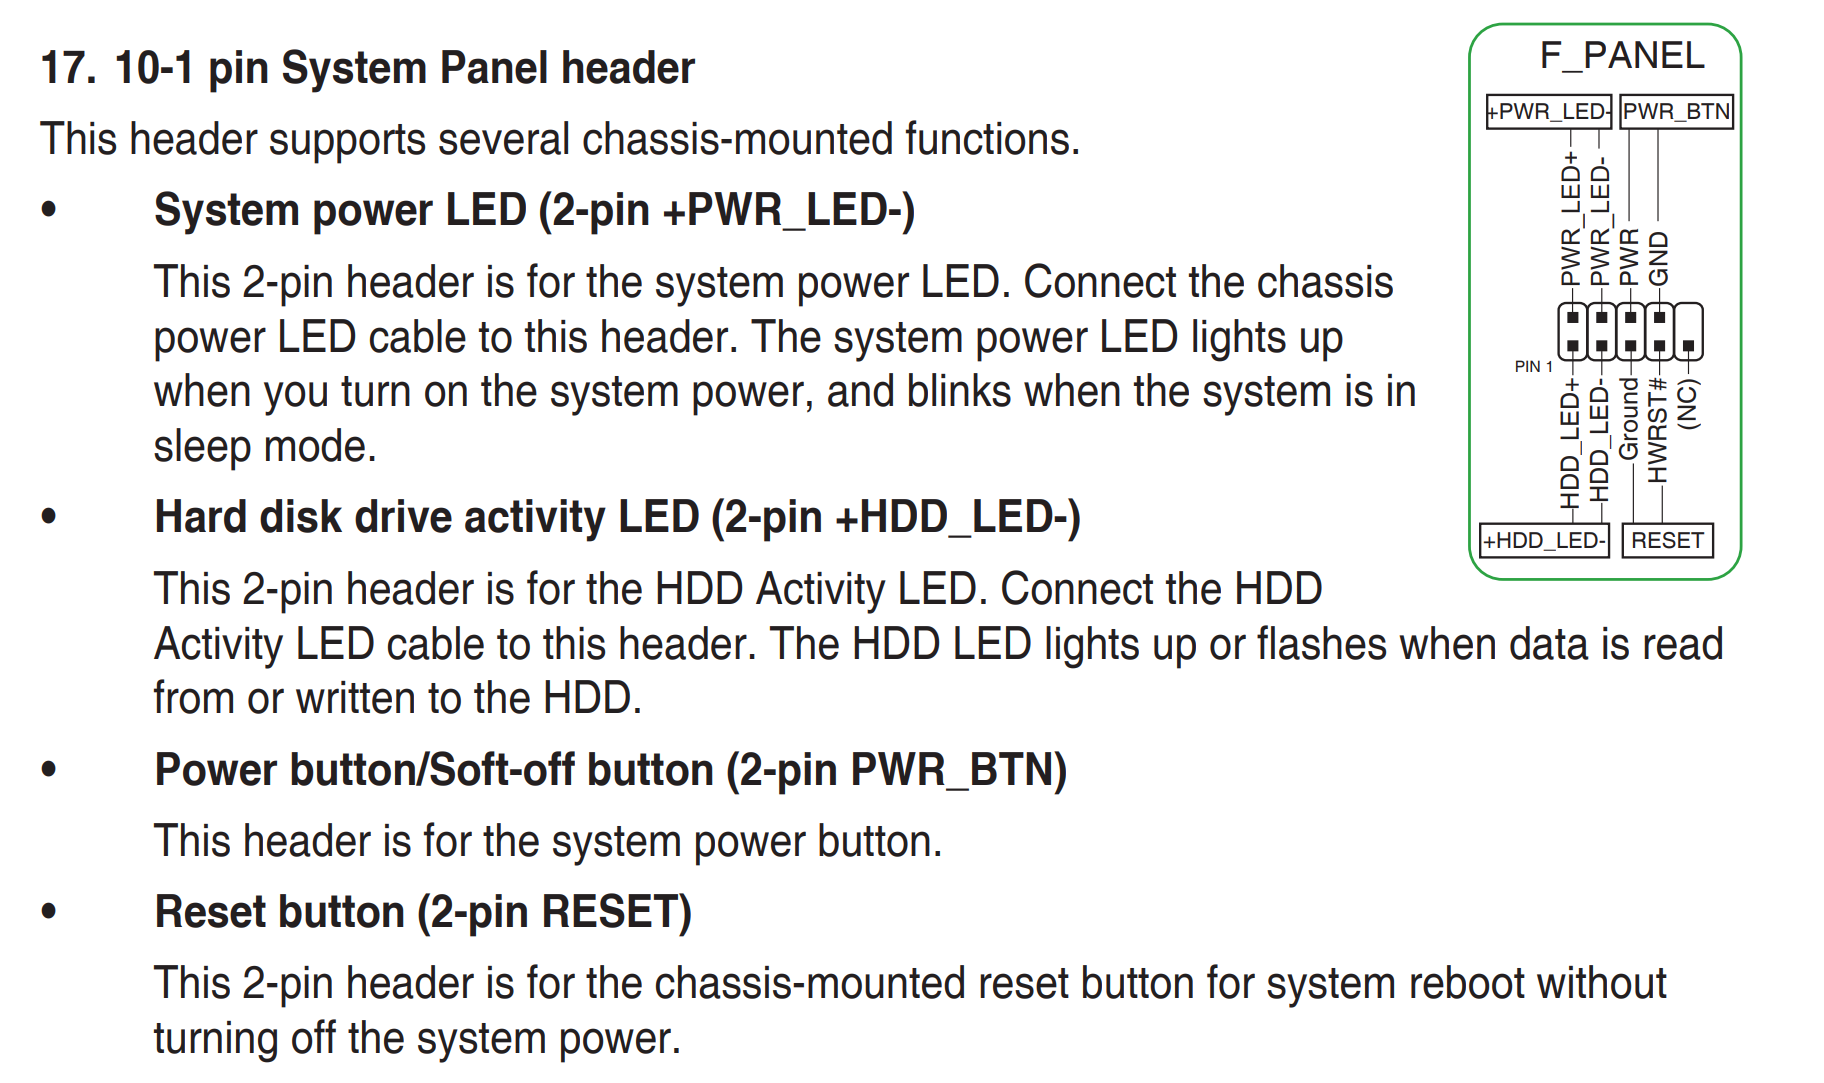 17. 10-1 pin System Panel header
This header supports several chassis-mounted functions.
• System power LED (2-pin +PWR_LED-)
This 2-pin header is for the system power LED. Connect the chassis
power LED cable to this header. The system power LED lights up
when you turn on the system power, and blinks when the system is in
sleep mode.
• Hard disk drive activity LED (2-pin +HDD_LED-)
This 2-pin header is for the HDD Activity LED. Connect the HDD
Activity LED cable to this header. The HDD LED lights up or flashes when data is read
from or written to the HDD.
• Power button/Soft-off button (2-pin PWR_BTN)
This header is for the system power button.
• Reset button (2-pin RESET)
This 2-pin header is for the chassis-mounted reset button for system reboot without
turning off the system power.
F_PANEL
+PWR_LED- PWR_BTN
PWR_LED+
PWR_LED-
PWR
GND
PIN 1
HDD_LED+
HDD_LED-
Ground
HWRST#
(NC)
+HDD_LED- RESET